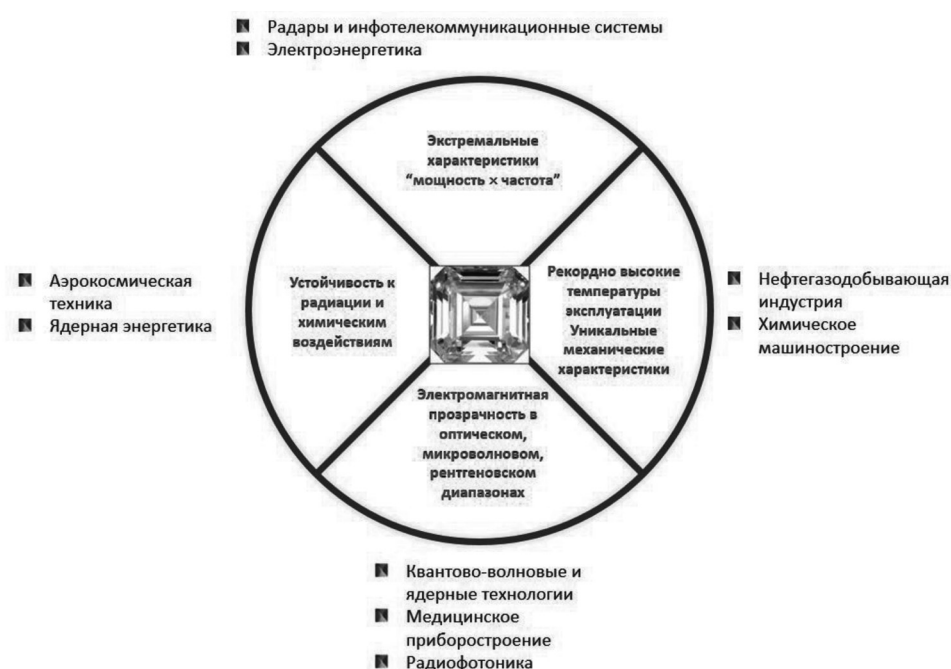 Радары и инфотелекоммуникационные системы
Электроэнергетика
Экстремальные
характеристики
“мощность × частота”
Аэрокосмическая
техника
Ядерная энергетика
Устойчивость к
радиации и
химическим
воздействиям
Рекордно высокие
температуры
эксплуатации
Уникальные
механические
характеристики
Нефтегазодобывающая
индустрия
Химическое
машиностроение
Электромагнитная
прозрачность в
оптическом,
микроволновом,
рентгеновском
диапазонах
Квантово-волновые и
ядерные технологии
Медицинское
приборостроение
Радиофотоника